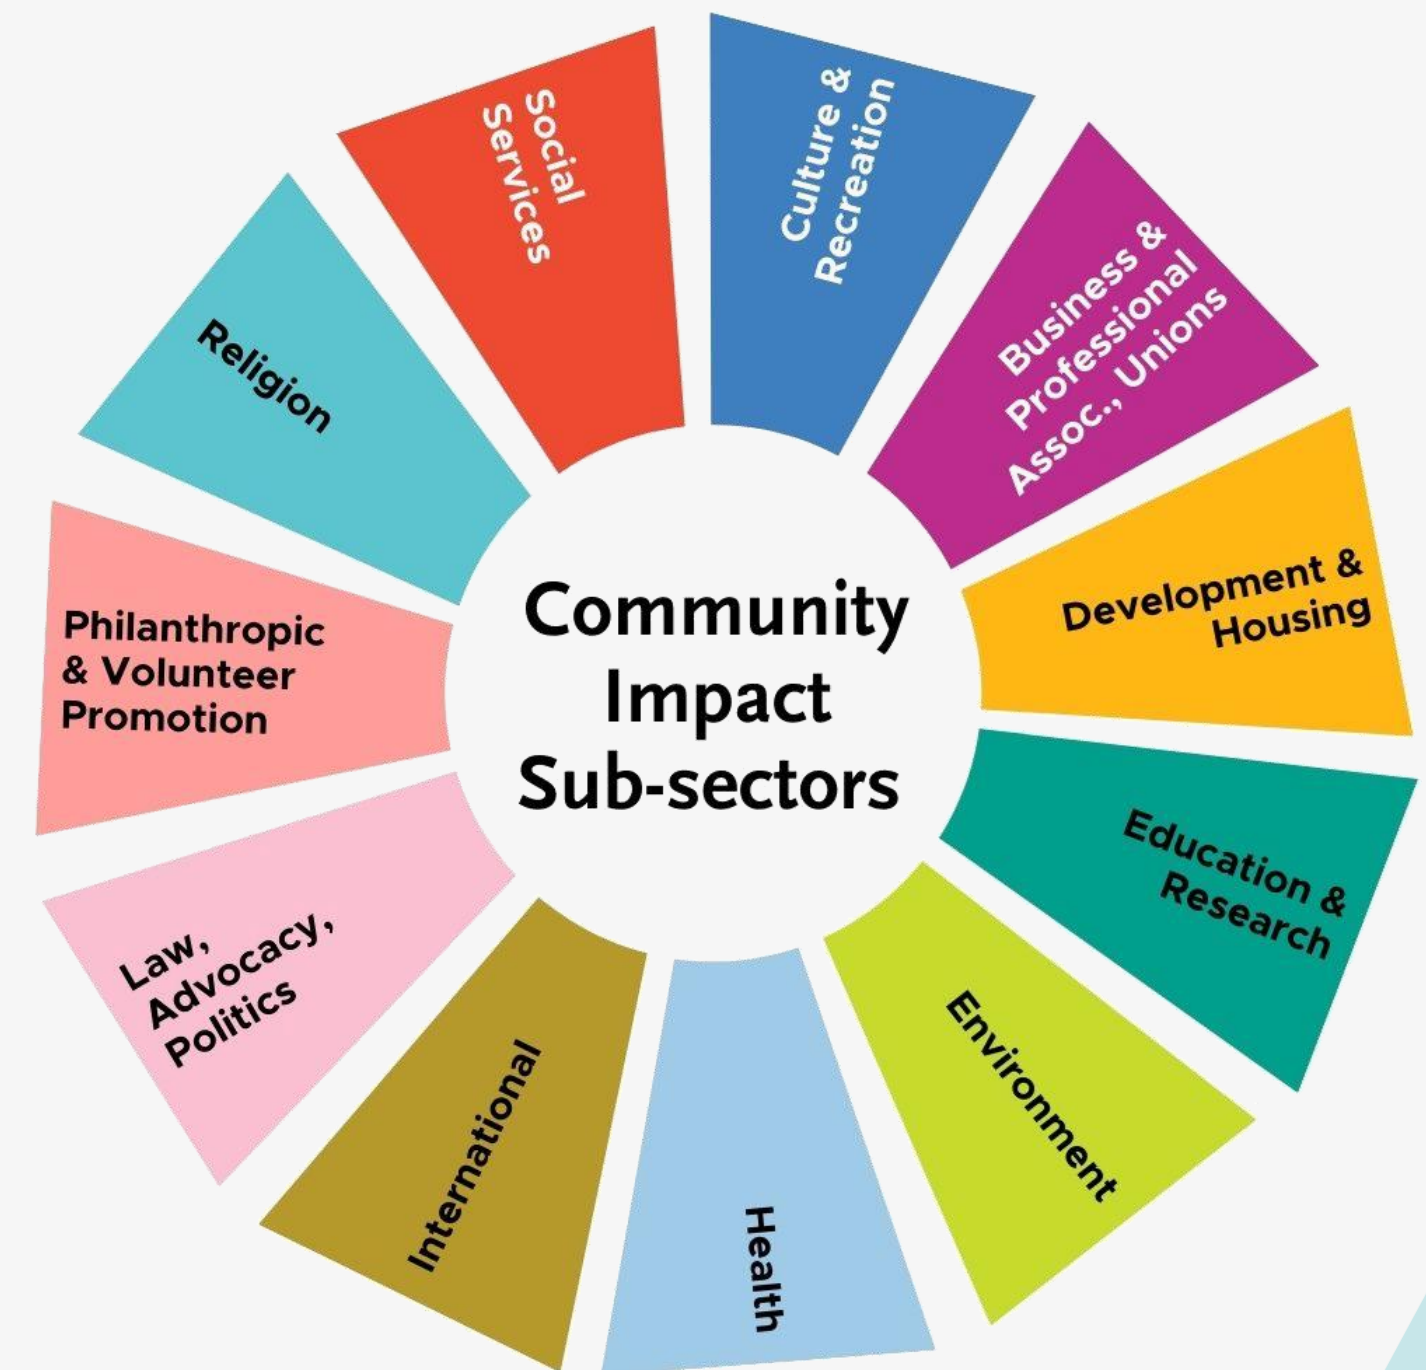 Community
Impact
Sub-sectors
Culture &
Recreation
Business &
Professional
Assoc., Unions
Development &
Housing
Education &
Research
Environment
Health
International
Law,
Advocacy,
Politics
Philanthropic
& Volunteer
Promotion
Religion
Social
Services